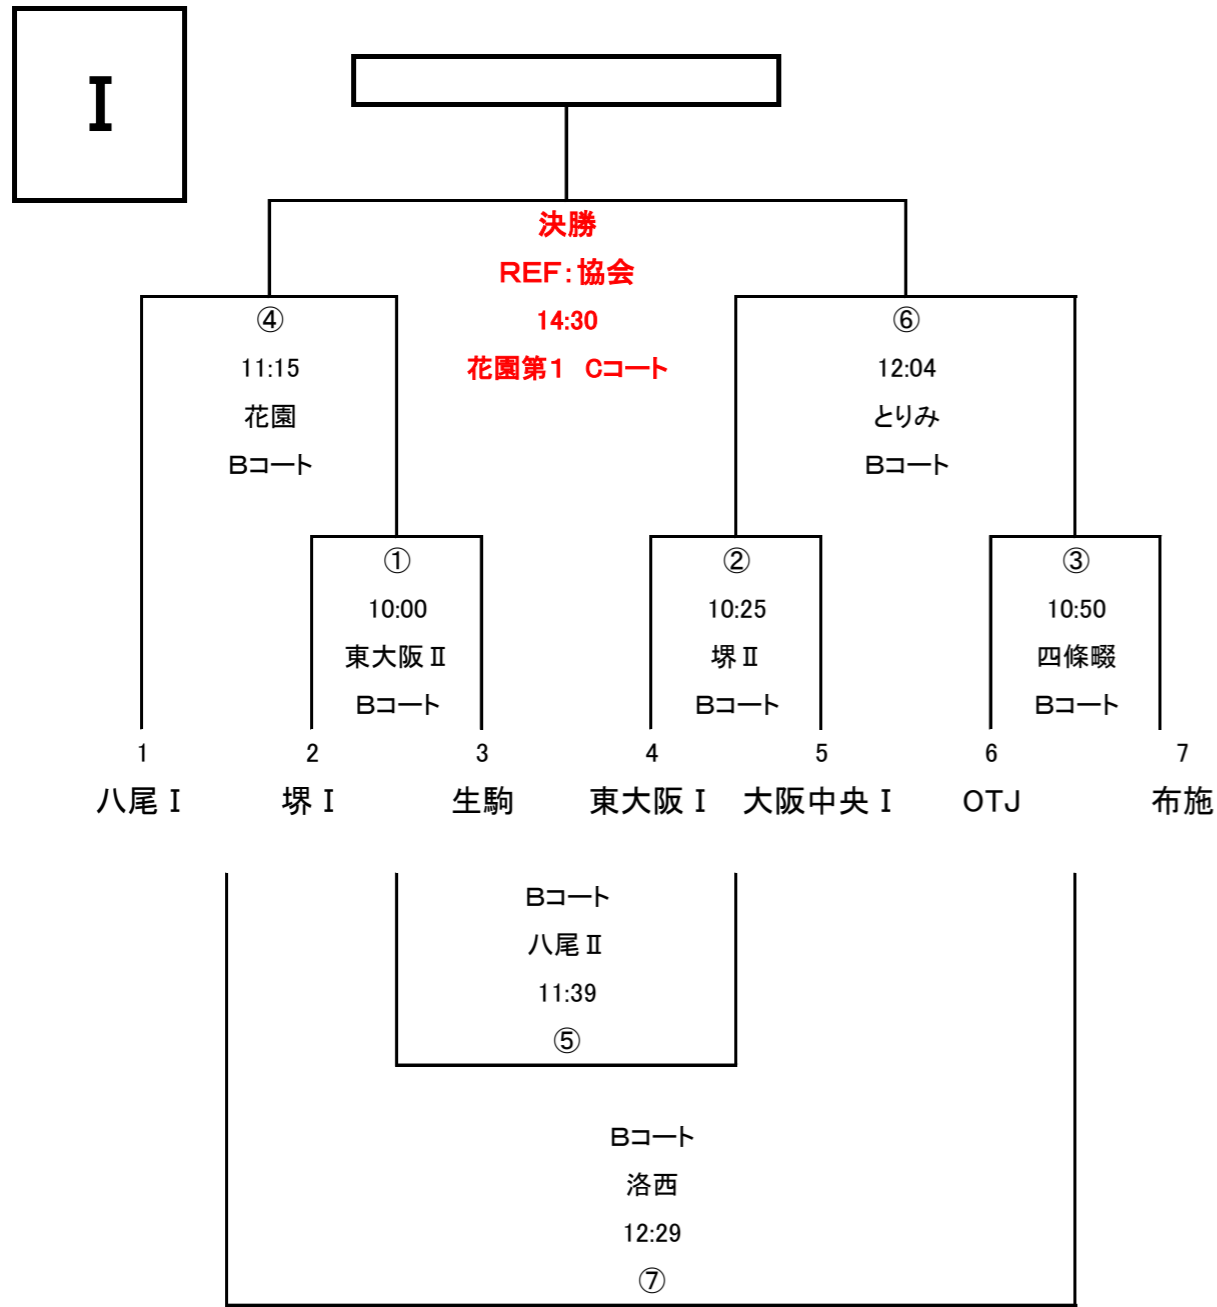 Ⅰ
決勝
REF:協会
14:30
花園第1 Cコート
④
11:15
花園
Bコート
⑥
12:04
とりみ
Bコート
①
10:00
東大阪Ⅱ
Bコート
②
10:25
堺Ⅱ
Bコート
③
10:50
四條畷
Bコート
1 2 3 4 5 6 7
八尾Ⅰ 堺Ⅰ 生駒 東大阪Ⅰ 大阪中央Ⅰ OTJ 布施
Bコート
八尾Ⅱ
11:39
⑤
Bコート
洛西
12:29
⑦